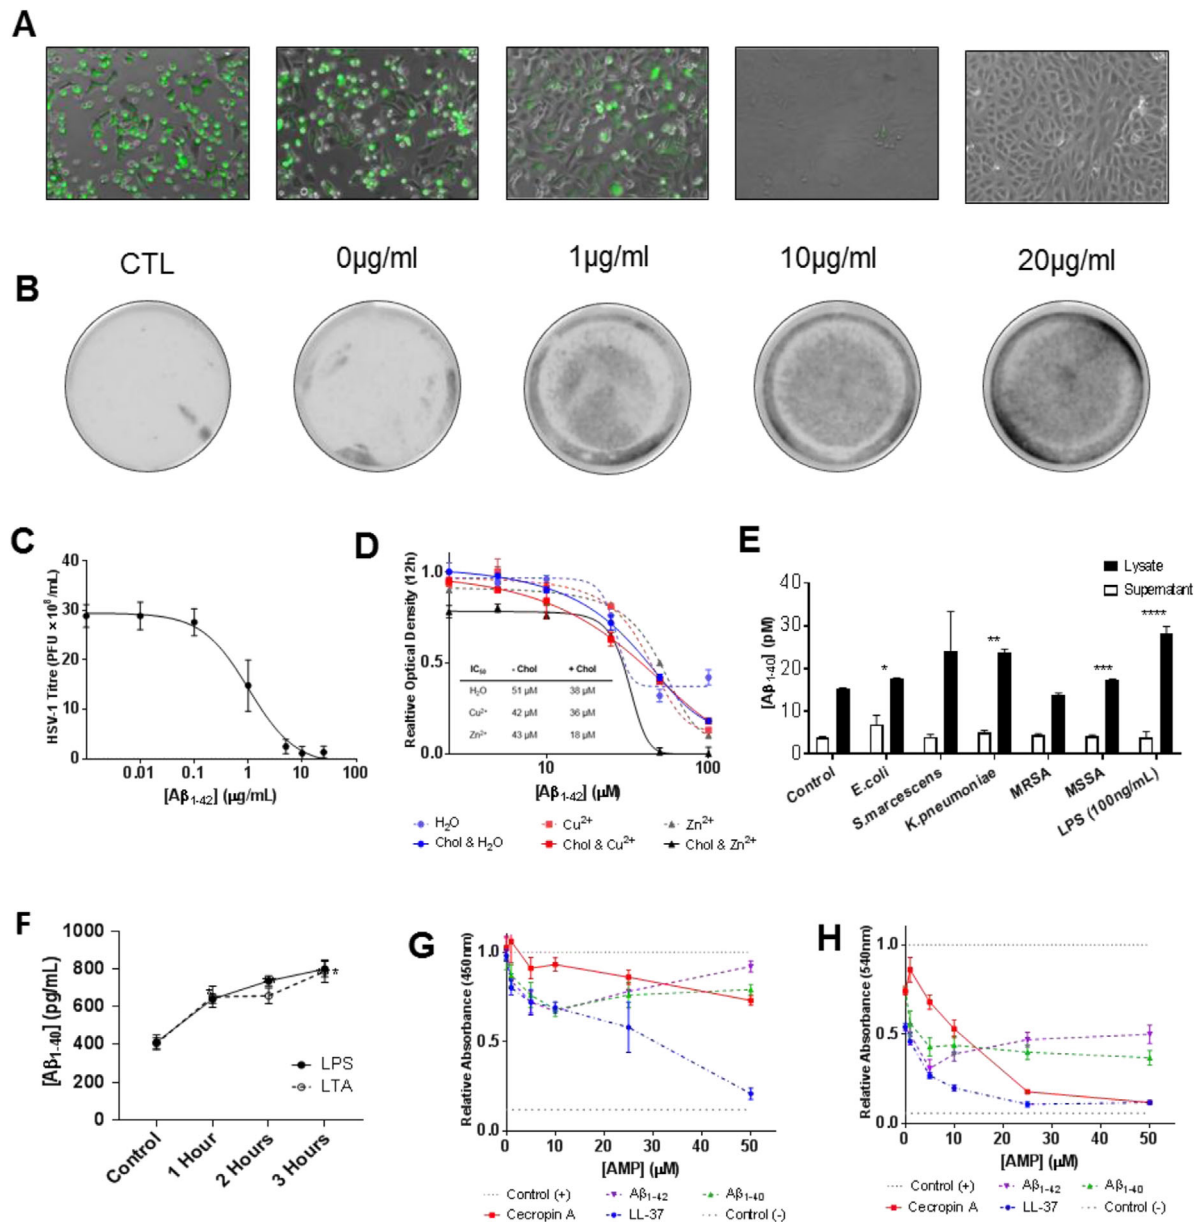 A
CTL
0µg/ml
1µg/ml
10µg/ml
20µg/ml
B
C
HSV-1 Titre (PFU × 10⁸/mL)
40
30
20
10
0
0.01
0.1
1
10
100
[Aβ₁₋₄₂] (µg/mL)
D
Realtive Optical Density (12h)
1.0
0.5
0.0
10
100
[Aβ₁₋₄₂] (µM)
IC₅₀ - Chol + Chol
H₂O 51 µM 38 µM
Cu²⁺ 42 µM 36 µM
Zn²⁺ 43 µM 18 µM
H₂O Cu²⁺ Zn²⁺
Chol & H₂O Chol & Cu²⁺ Chol & Zn²⁺
E
Lysate
Supernatant
[Aβ₁₋₄₀] (pM)
40
30
20
10
0
*
**
***
****
Control
E.coli
S.marcescens
K.pneumoniae
MRSA
MSSA
LPS (100ng/mL)
F
[Aβ₁₋₄₀] (pg/mL)
1000
800
600
400
200
0
*
LPS
LTA
Control
1 Hour
2 Hours
3 Hours
G
Relative Absorbance (450nm)
1.0
0.5
0.0
0 10 20 30 40 50
[AMP] (µM)
Control (+) Aβ₁₋₄₂ Aβ₁₋₄₀
Cecropin A LL-37 Control (-)
H
Relative Absorbance (540nm)
1.0
0.5
0.0
0 10 20 30 40 50
[AMP] (µM)
Control (+) Aβ₁₋₄₂ Aβ₁₋₄₀
Cecropin A LL-37 Control (-)